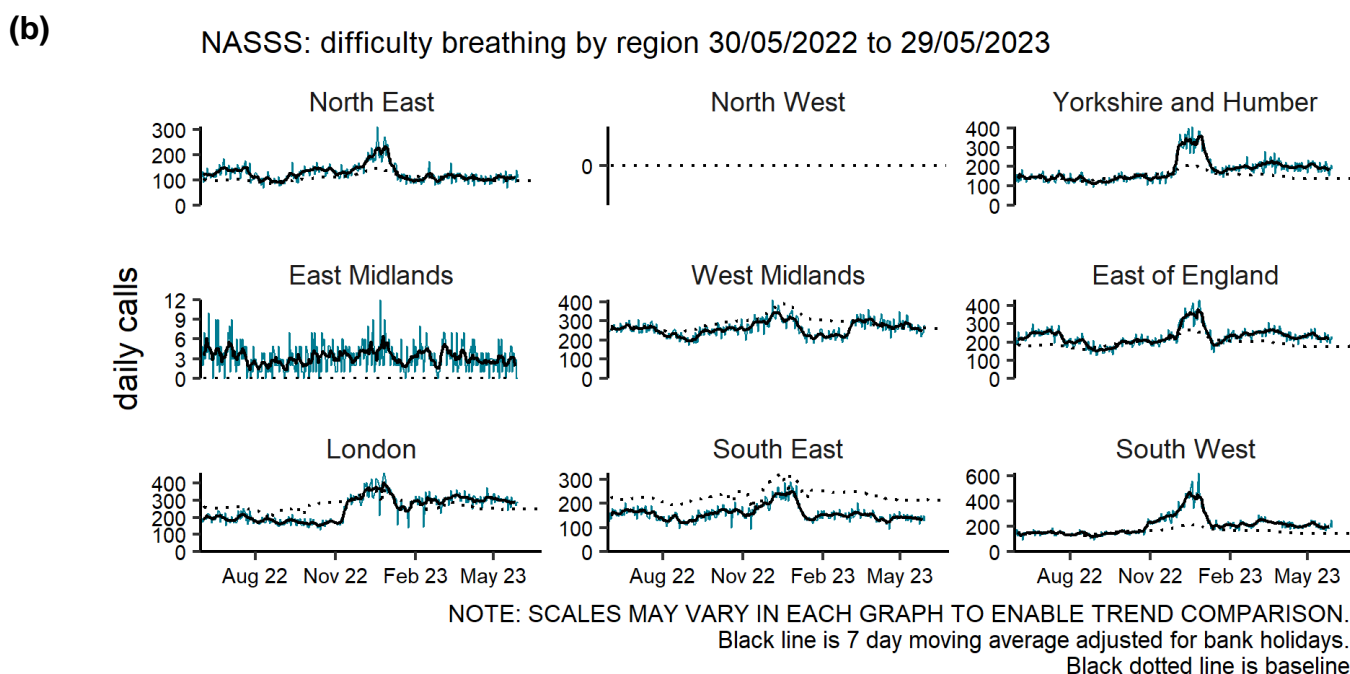 (b)
NASSS: difficulty breathing by region 30/05/2022 to 29/05/2023
North East
North West
Yorkshire and Humber
300
200
100
0
0
400
300
200
100
0
East Midlands
West Midlands
East of England
12
9
6
3
0
400
300
200
100
0
400
300
200
100
0
daily calls
London
South East
South West
400
300
200
100
0
300
200
100
0
600
400
200
0
Aug 22 Nov 22 Feb 23 May 23
Aug 22 Nov 22 Feb 23 May 23
Aug 22 Nov 22 Feb 23 May 23
NOTE: SCALES MAY VARY IN EACH GRAPH TO ENABLE TREND COMPARISON.
Black line is 7 day moving average adjusted for bank holidays.
Black dotted line is baseline